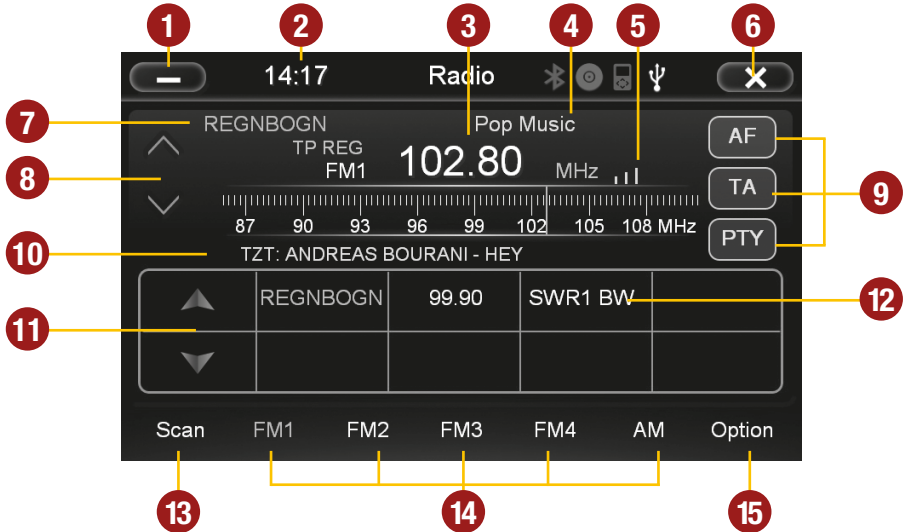 1 2 3 4 5 6
14:17 Radio
7 REGNBOGN Pop Music AF
TP REG
8 FM1 102.80 MHz TA 9
87 90 93 96 99 102 105 108 MHz PTY
10 TZT: ANDREAS BOURANI - HEY
REGNBOGN 99.90 SWR1 BW 12
11
Scan FM1 FM2 FM3 FM4 AM Option
13 14 15